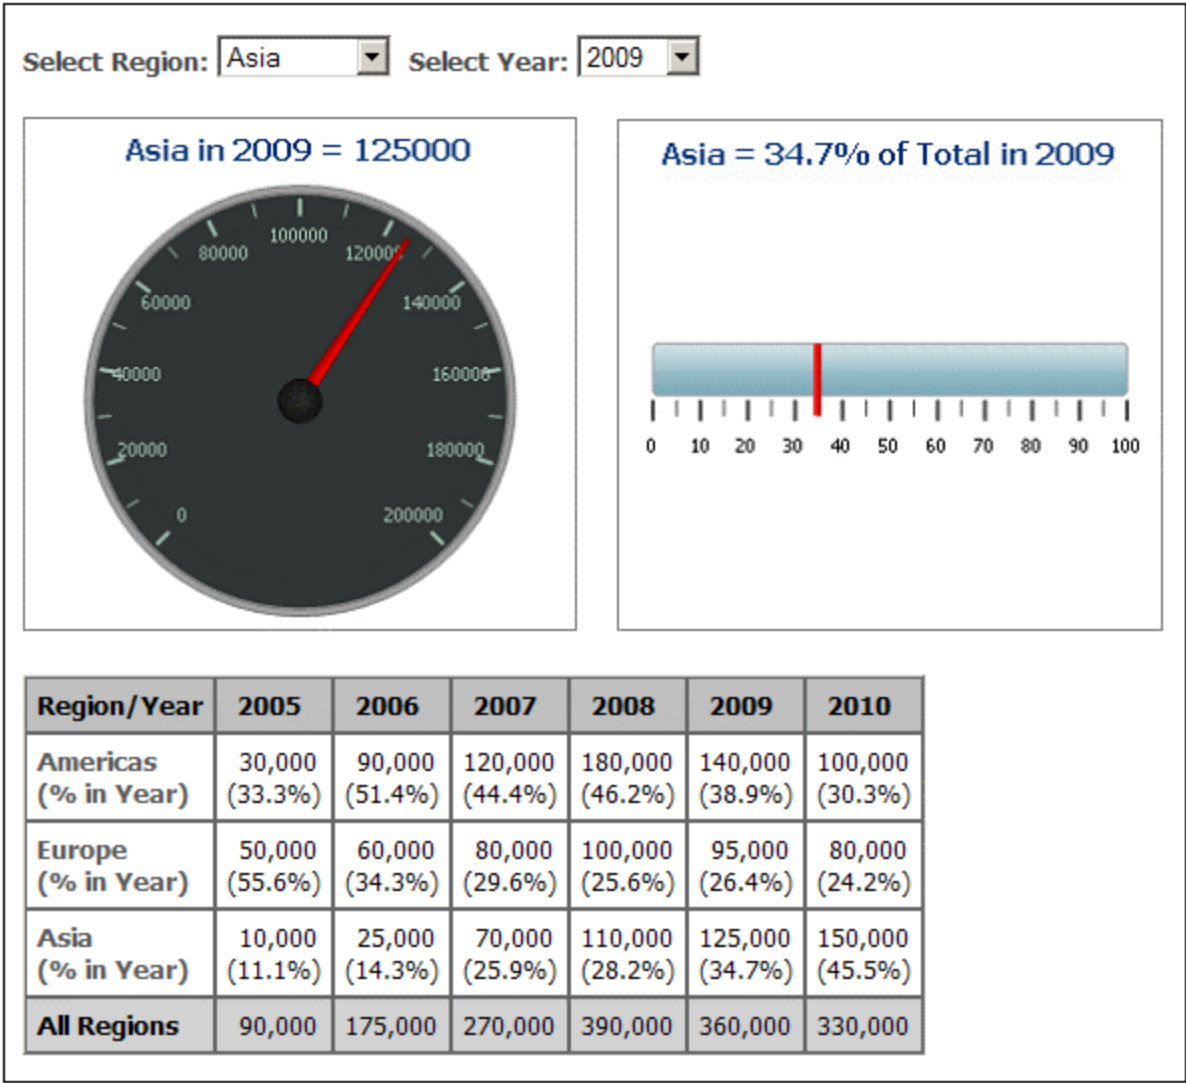 Select Region: Asia Select Year: 2009
Asia in 2009 = 125000
0
20000
40000
60000
80000
100000
120000
140000
160000
180000
200000
Asia = 34.7% of Total in 2009
0 10 20 30 40 50 60 70 80 90 100
Region/Year 2005 2006 2007 2008 2009 2010
Americas 30,000 90,000 120,000 180,000 140,000 100,000
(% in Year) (33.3%) (51.4%) (44.4%) (46.2%) (38.9%) (30.3%)
Europe 50,000 60,000 80,000 100,000 95,000 80,000
(% in Year) (55.6%) (34.3%) (29.6%) (25.6%) (26.4%) (24.2%)
Asia 10,000 25,000 70,000 110,000 125,000 150,000
(% in Year) (11.1%) (14.3%) (25.9%) (28.2%) (34.7%) (45.5%)
All Regions 90,000 175,000 270,000 390,000 360,000 330,000